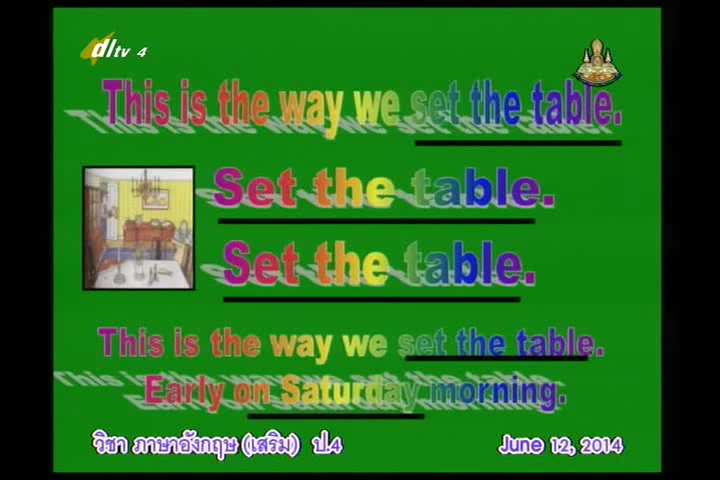 dltv 4
This is the way we set the table.
Set the table.
Set the table.
This is the way we set the table.
Early on Saturday morning.
วิชา ภาษาอังกฤษ (เสริม) ป.4
June 12, 2014